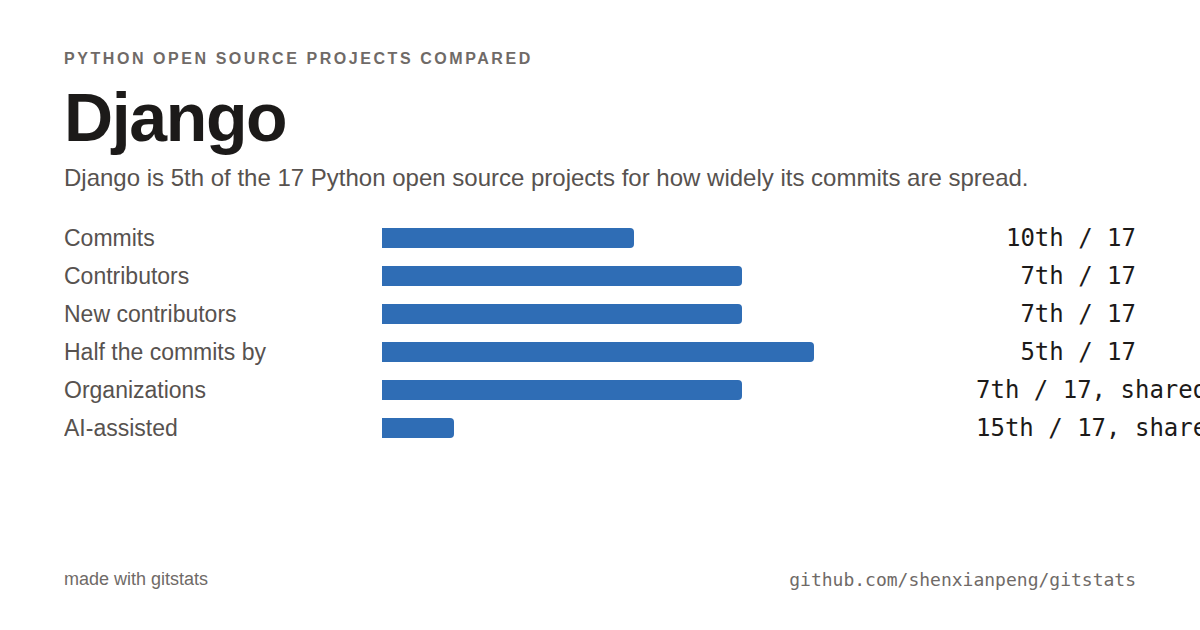 PYTHON OPEN SOURCE PROJECTS COMPARED
Django
Django is 5th of the 17 Python open source projects for how widely its commits are spread.
Commits 10th / 17
Contributors 7th / 17
New contributors 7th / 17
Half the commits by 5th / 17
Organizations 7th / 17, shared
AI-assisted 15th / 17, share
made with gitstats github.com/shenxianpeng/gitstats